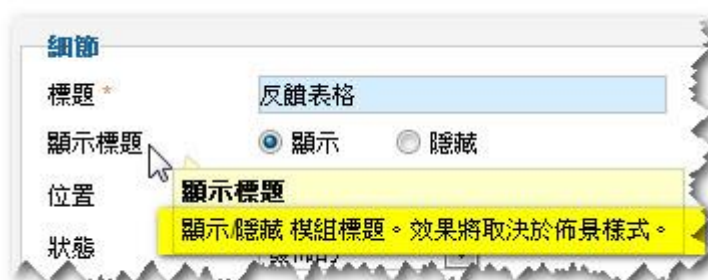 細節
標題 *
反饋表格
顯示標題
顯示
隱藏
位置
顯示標題
顯示/隱藏 模組標題。效果將取決於佈景樣式。
狀態